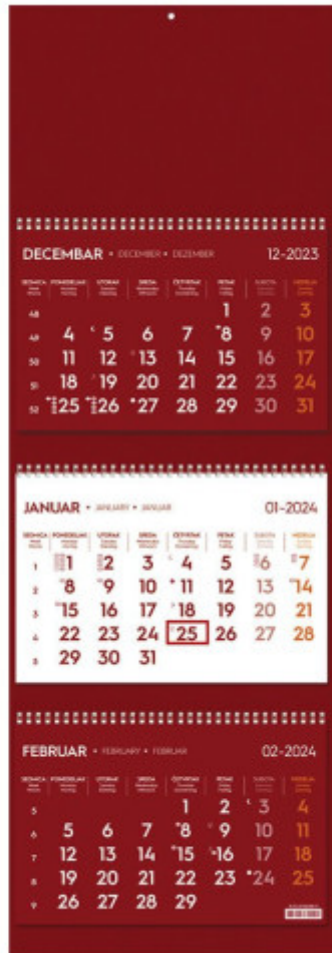 DECEMBAR • DECEMBER • DEZEMBER 12-2023
SEDMICA PONEDJELJAK UTORAK SREDA ČETVRTAK PETAK SUBOTA NEDELJA
48 1 2 3
49 4 5 6 7 8 9 10
50 11 12 13 14 15 16 17
51 18 19 20 21 22 23 24
52 25 26 27 28 29 30 31
JANUAR • JANUARY • JANUAR 01-2024
SEDMICA PONEDJELJAK UTORAK SREDA ČETVRTAK PETAK SUBOTA NEDELJA
1 1 2 3 4 5 6 7
2 8 9 10 11 12 13 14
3 15 16 17 18 19 20 21
4 22 23 24 25 26 27 28
5 29 30 31
FEBRUAR • FEBRUARY • FEBRUAR 02-2024
SEDMICA PONEDJELJAK UTORAK SREDA ČETVRTAK PETAK SUBOTA NEDELJA
5 1 2 3 4
6 5 6 7 8 9 10 11
7 12 13 14 15 16 17 18
8 19 20 21 22 23 24 25
9 26 27 28 29